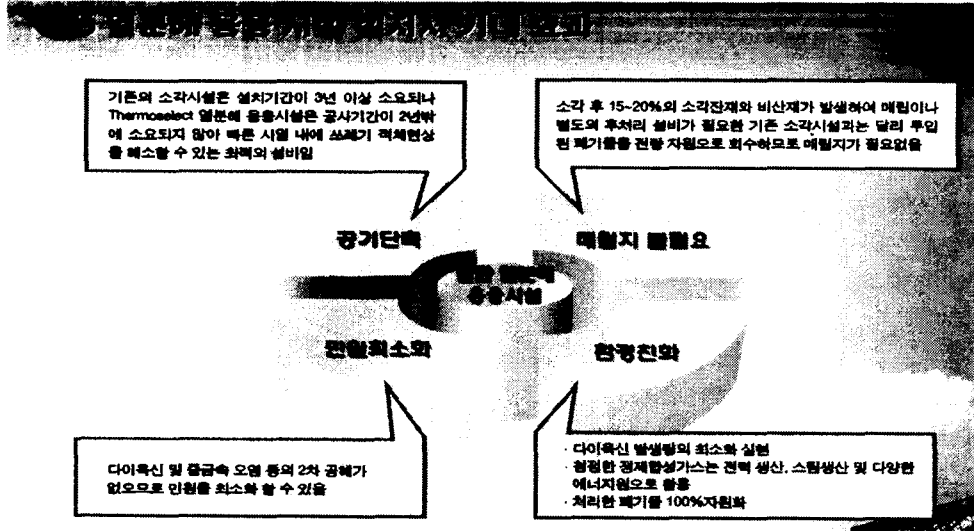 기존의 소각시설은 설치기간이 3년 이상 소요되나
Thermoselect 열분해 용융시설은 공사기간이 2년밖
에 소요되지 않아 빠른 시일 내에 쓰레기 적체현상
을 해소할 수 있는 최적의 설비임
소각 후 15~20%의 소각잔재와 비산재가 발생하여 매립이나
별도의 후처리 설비가 필요한 기존 소각시설과는 달리 투입
된 폐기물을 전량 자원으로 회수하므로 매립지가 필요없음
공기단축
매립지 불필요
용융시설
민원최소화
환경친화
다이옥신 및 중금속 오염 등의 2차 공해가
없으므로 민원을 최소화 할 수 있음
· 다이옥신 발생량의 최소화 실현
· 청정한 정제합성가스는 전력 생산, 스팀생산 및 다양한
에너지원으로 활용
· 처리한 폐기물 100%자원화